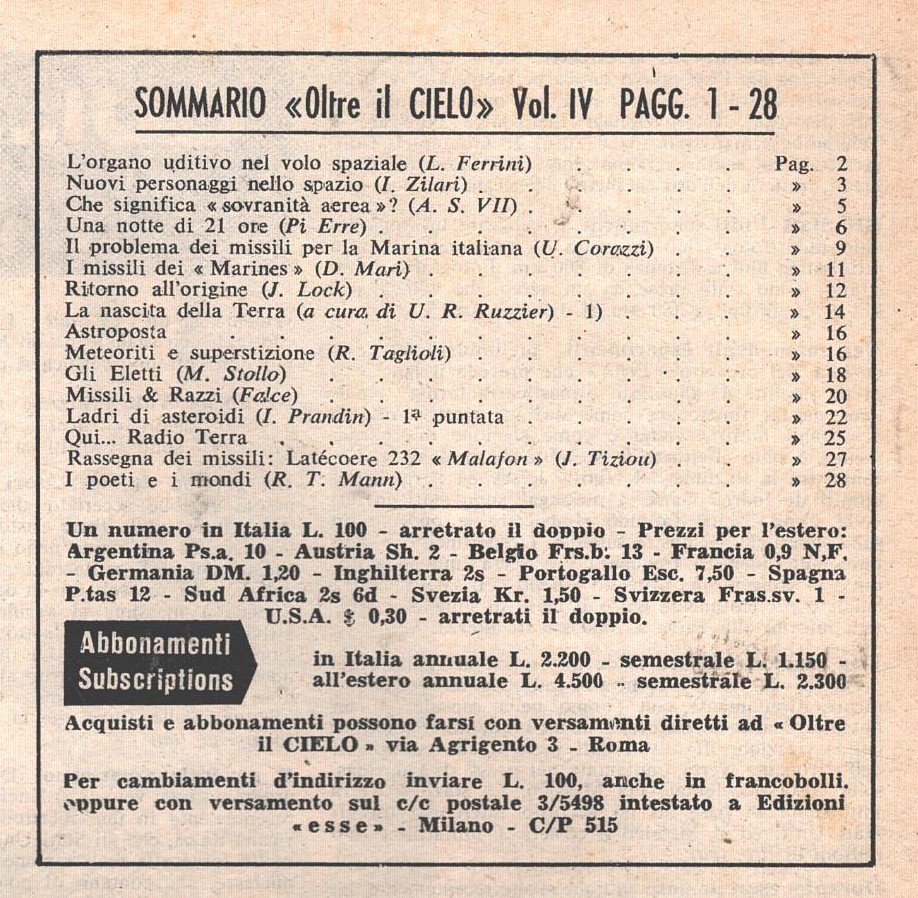 SOMMARIO «Oltre il CIELO» Vol. IV PAGG. 1 - 28
L'organo uditivo nel volo spaziale (L. Ferrini) . . . Pag. 2
Nuovi personaggi nello spazio (I. Zilari) . . . . . » 3
Che significa « sovranità aerea »? (A. S. VII) . . . . » 5
Una notte di 21 ore (Pi Erre) . . . . . . » 6
Il problema dei missili per la Marina italiana (U. Corazzi) . . » 9
I missili dei « Marines » (D. Mari) . . . . . » 11
Ritorno all'origine (J. Lock) . . . . . . » 12
La nascita della Terra (a cura di U. R. Ruzzier) - 1) . . . » 14
Astroposta . . . . . . . . » 16
Meteoriti e superstizione (R. Taglioli) . . . . . » 16
Gli Eletti (M. Stollo) . . . . . . . » 18
Missili & Razzi (Falce) . . . . . . . » 20
Ladri di asteroidi (I. Prandin) - 1ª puntata . . . . » 22
Qui... Radio Terra . . . . . . . » 25
Rassegna dei missili: Latécoere 232 « Malafon » (J. Tiziou) . . » 27
I poeti e i mondi (R. T. Mann) . . . . . » 28
Un numero in Italia L. 100 - arretrato il doppio - Prezzi per l'estero:
Argentina Ps.a. 10 - Austria Sh. 2 - Belgio Frs.b. 13 - Francia 0,9 N,F.
- Germania DM. 1,20 - Inghilterra 2s - Portogallo Esc. 7,50 - Spagna
P.tas 12 - Sud Africa 2s 6d - Svezia Kr. 1,50 - Svizzera Fras.sv. 1 -
U.S.A. $ 0,30 - arretrati il doppio.
Abbonamenti
Subscriptions
in Italia annuale L. 2.200 - semestrale L. 1.150 -
all'estero annuale L. 4.500 - semestrale L. 2.300
Acquisti e abbonamenti possono farsi con versamenti diretti ad « Oltre
il CIELO » via Agrigento 3 - Roma
Per cambiamenti d'indirizzo inviare L. 100, anche in francobolli.
oppure con versamento sul c/c postale 3/5498 intestato a Edizioni
« esse » - Milano - C/P 515